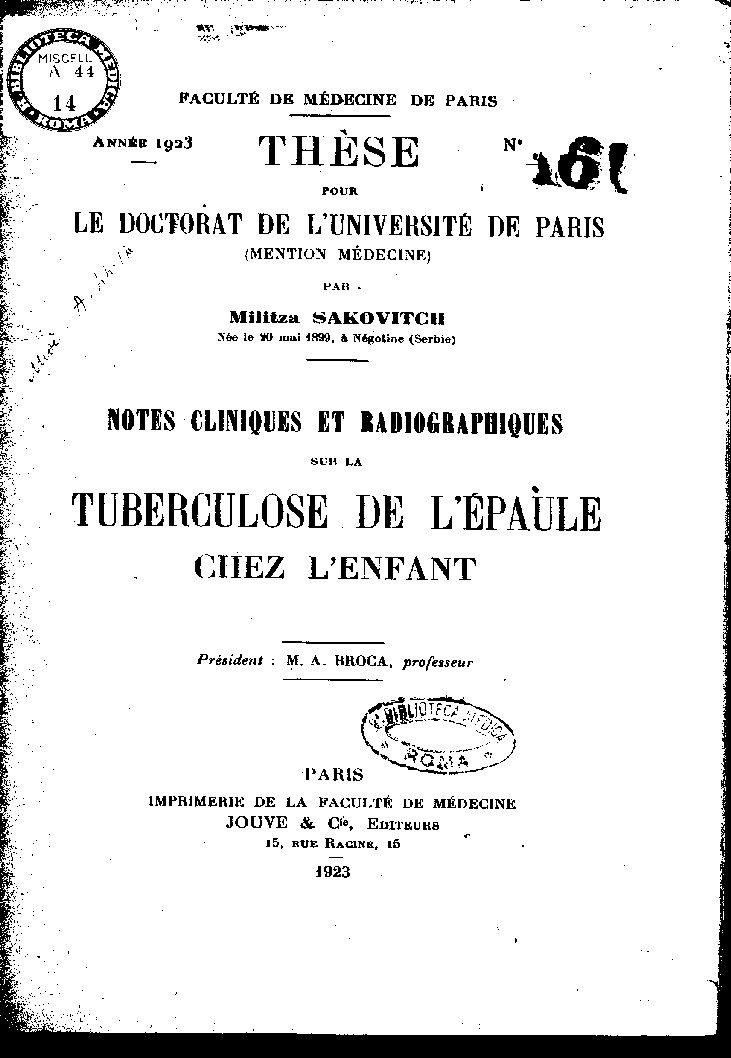 BIBLIOTECA MEDICA
MISCELL
A 44
14
ROMA
FACULTÉ DE MÉDECINE DE PARIS
ANNÉE 1923 THÈSE N°
POUR
LE DOCTORAT DE L'UNIVERSITÉ DE PARIS
(MENTION MÉDECINE)
PAR
Militza SAKOVITCH
Née le 20 mai 1899, à Négotine (Serbie)
NOTES CLINIQUES ET RADIOGRAPHIQUES
SUR LA
TUBERCULOSE DE L'ÉPAULE
CHEZ L'ENFANT
Président : M. A. BROCA, professeur
R. BIBLIOTECA MEDICA
* ROMA *
PARIS
IMPRIMERIE DE LA FACULTÉ DE MÉDECINE
JOUVE & Cie, EDITEURS
15, RUE RACINE, 15
1923